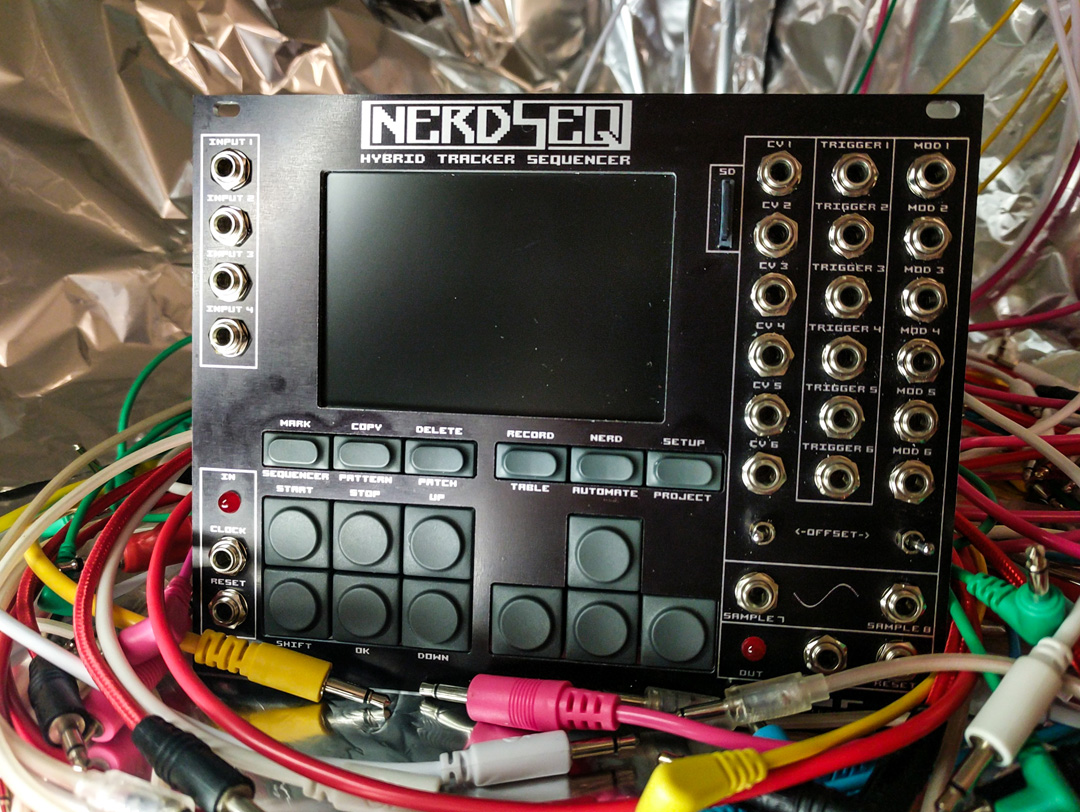 NERDSEQ
HYBRID TRACKER SEQUENCER
INPUT 1
INPUT 2
INPUT 3
INPUT 4
SD
CV 1
TRIGGER 1
MOD 1
CV 2
TRIGGER 2
MOD 2
CV 3
TRIGGER 3
MOD 3
CV 4
TRIGGER 4
MOD 4
CV 5
TRIGGER 5
MOD 5
CV 6
TRIGGER 6
MOD 6
<-OFFSET->
SAMPLE 7
SAMPLE 8
OUT
RESET
MARK
COPY
DELETE
RECORD
NERD
SETUP
SEQUENCER
PATTERN
PATCH
TABLE
AUTOMATE
PROJECT
START
STOP
UP
SHIFT
OK
DOWN
IN
CLOCK
RESET